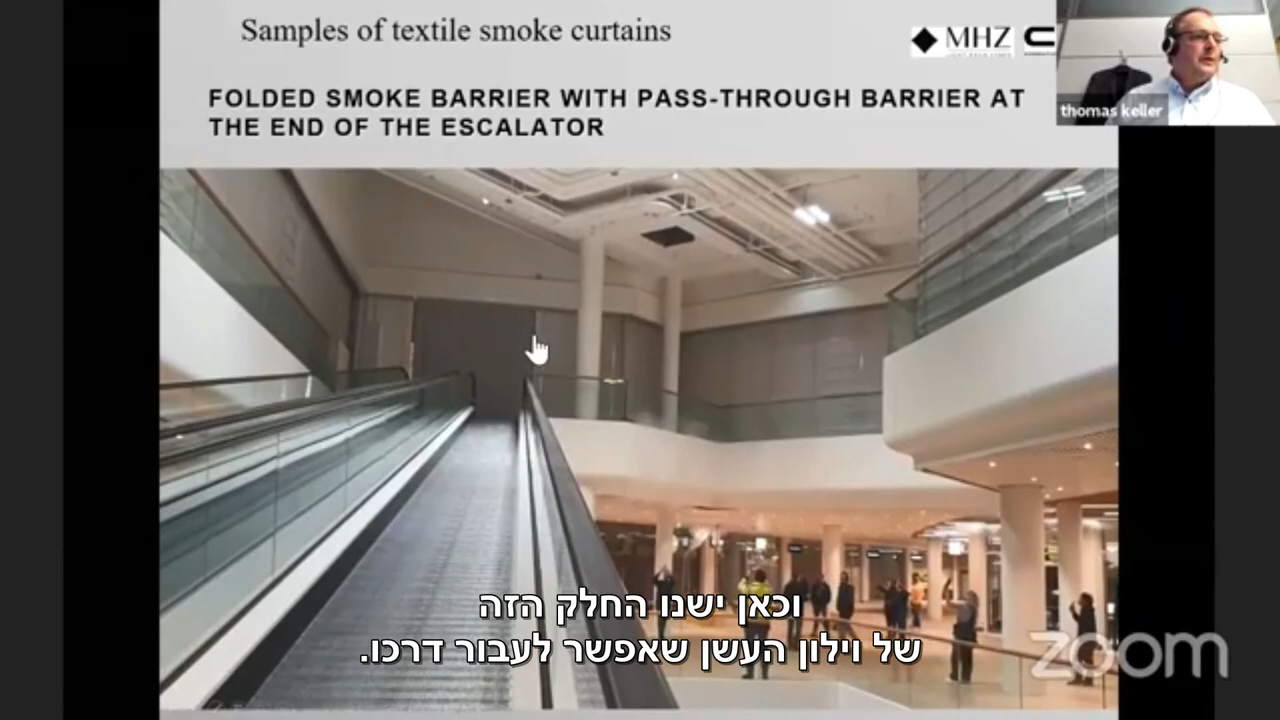 Samples of textile smoke curtains
MHZ
FOLDED SMOKE BARRIER WITH PASS-THROUGH BARRIER AT
THE END OF THE ESCALATOR
thomas keller
וכאן ישנו החלק הזה
של וילון העשן שאפשר לעבור דרכו.
zoom